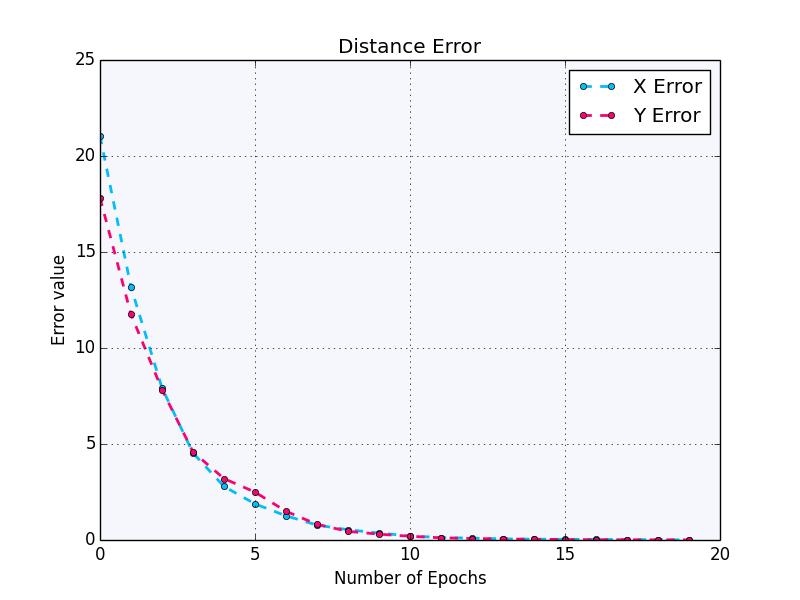 Distance Error
25
20
15
10
5
0
Error value
X Error
Y Error
0 5 10 15 20
Number of Epochs